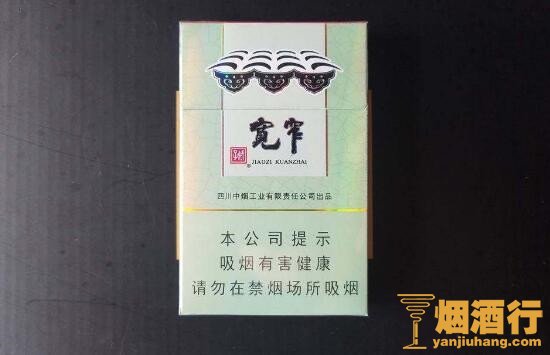 宽窄
JIAOZI KUANZHAI
四川中烟工业有限责任公司出品
本公司提示
吸烟有害健康
请勿在禁烟场所吸烟
烟酒行
yanjiuhang.com